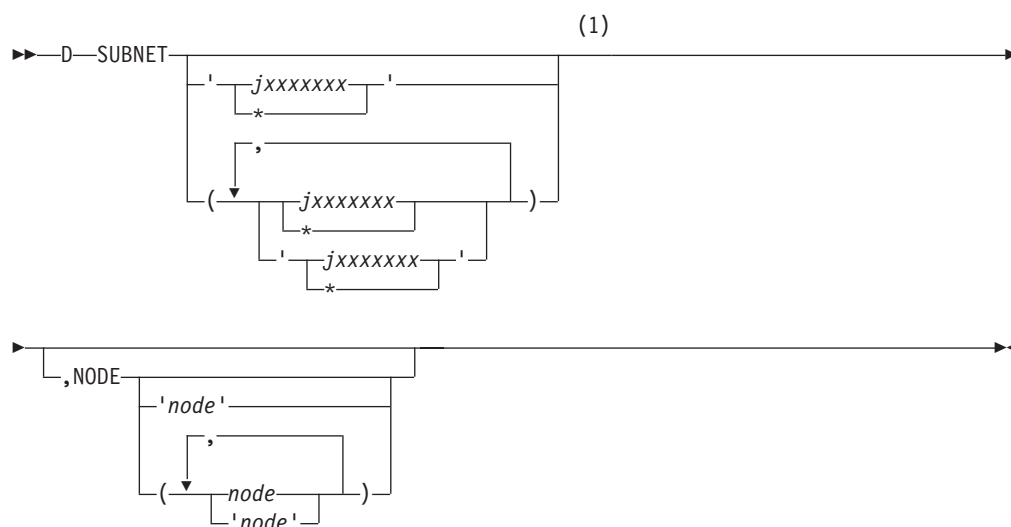 (1)
D SUBNET
' jxxxxxxx '
*
,
( jxxxxxxx )
*
' jxxxxxxx '
*
,NODE
'node'
,
( node )
'node'